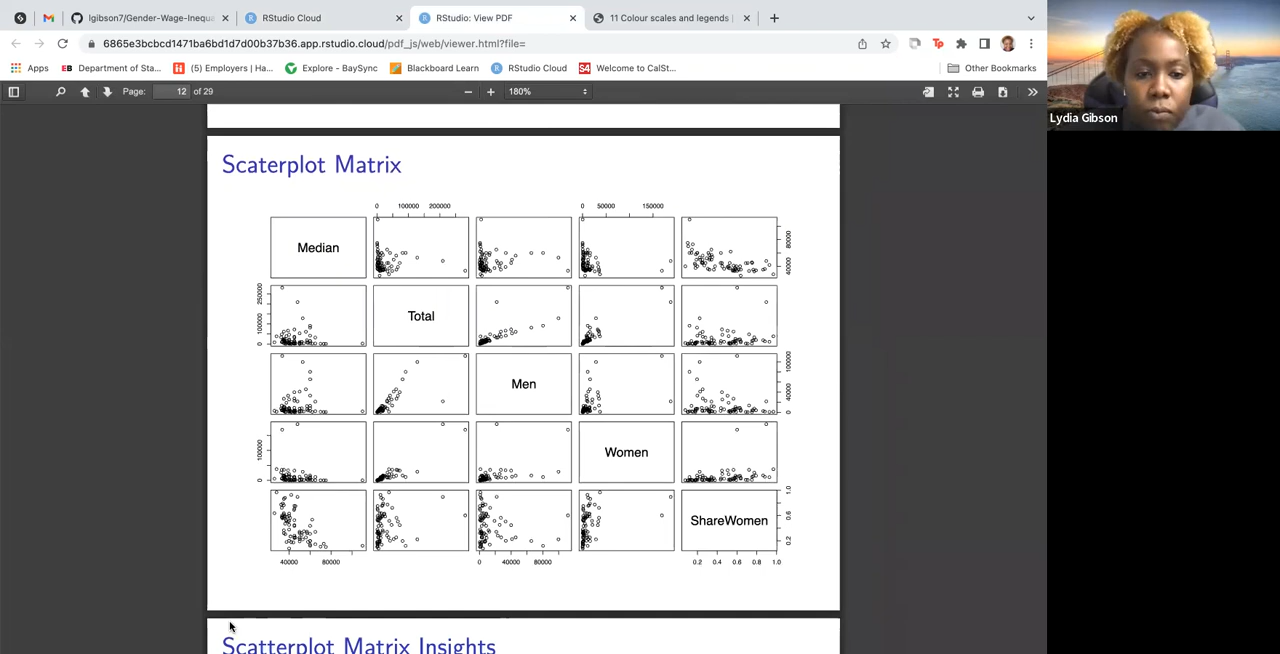 lgibson7/Gender-Wage-Inequa
RStudio Cloud
RStudio: View PDF
11 Colour scales and legends
6865e3bcbcd1471ba6bd1d7d00b37b36.app.rstudio.cloud/pdf_js/web/viewer.html?file=
Apps
EB Department of Sta...
(5) Employers | Ha...
Explore - BaySync
Blackboard Learn
RStudio Cloud
S4 Welcome to CalSt...
Other Bookmarks
Page: 12 of 29
180%
Lydia Gibson
Scaterplot Matrix
0 100000 200000
0 50000 150000
Median
40000 80000
0 100000 250000
Total
Men
0 40000 100000
0 100000
Women
ShareWomen
0.2 0.6 1.0
40000 80000
0 40000 80000
0.2 0.4 0.6 0.8 1.0
Scatterplot Matrix Insights